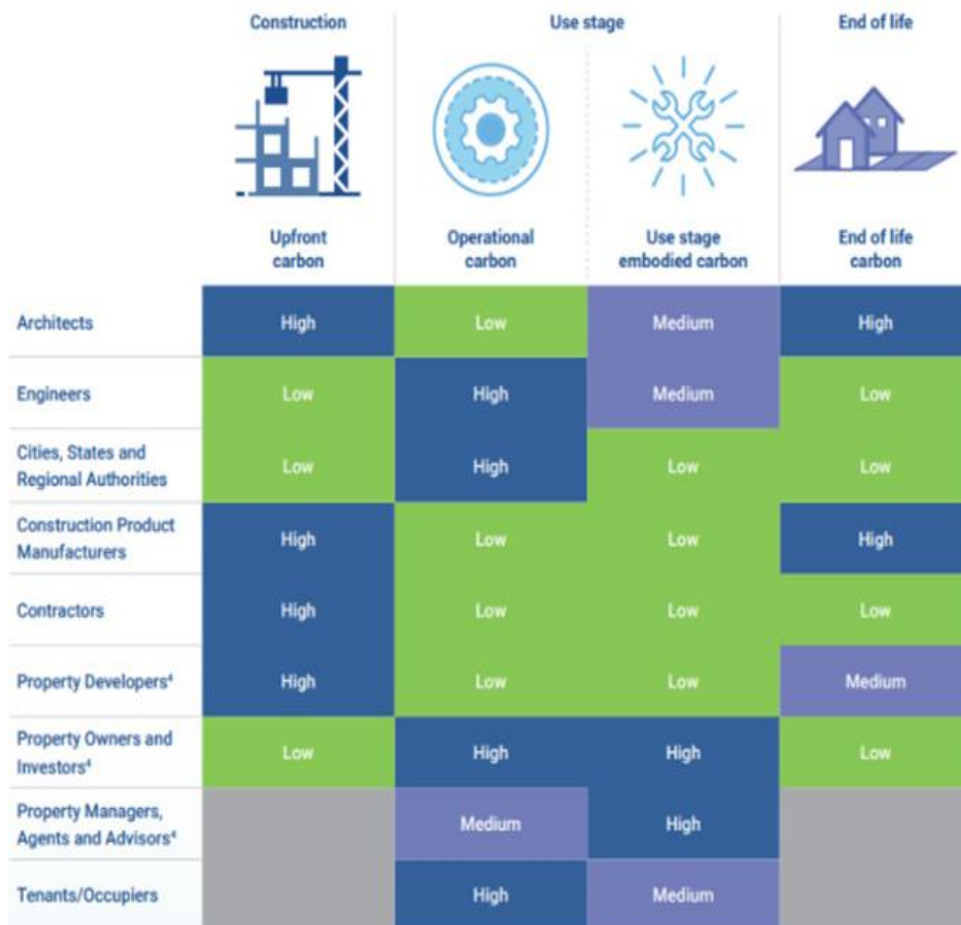 Construction
Use stage
End of life
Upfront
carbon
Operational
carbon
Use stage
embodied carbon
End of life
carbon
Architects
High
Low
Medium
High
Engineers
Low
High
Medium
Low
Cities, States and
Regional Authorities
Low
High
Low
Low
Construction Product
Manufacturers
High
Low
Low
High
Contractors
High
Low
Low
Low
Property Developers⁴
High
Low
Low
Medium
Property Owners and
Investors⁴
Low
High
High
Low
Property Managers,
Agents and Advisors⁴
Medium
High
Tenants/Occupiers
High
Medium